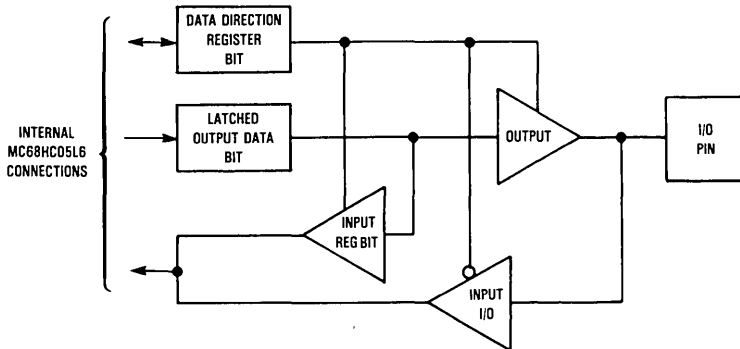 DATA DIRECTION
REGISTER
BIT
LATCHED
OUTPUT DATA
BIT
INTERNAL
MC68HC05L6
CONNECTIONS
OUTPUT
I/O
PIN
INPUT
REG BIT
INPUT
I/O